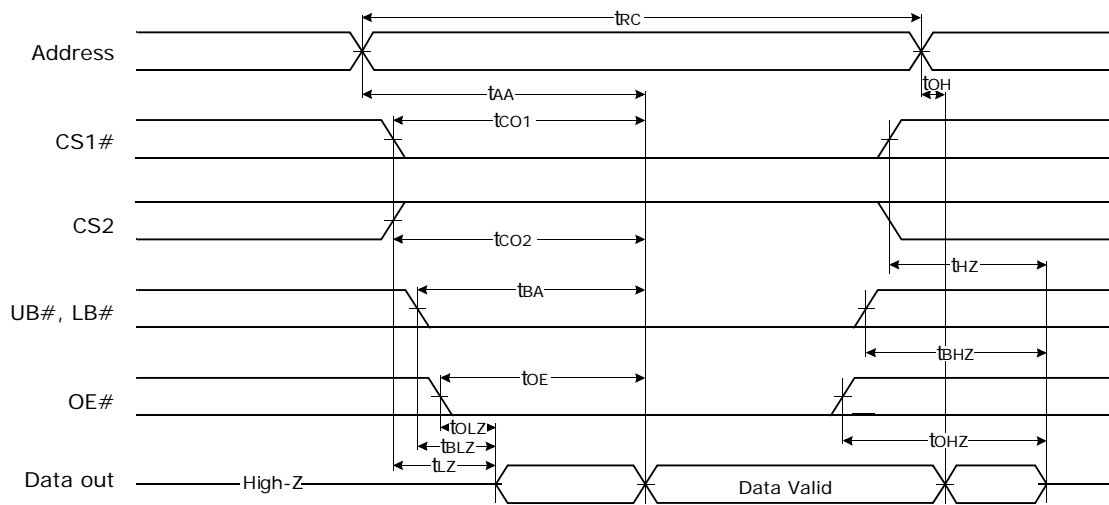 tRC
Address
tOH
tAA
tCO1
CS1#
CS2
tCO2
tHZ
tBA
UB#, LB#
tBHZ
tOE
OE#
tOLZ
tBLZ
tOHZ
tLZ
Data out
High-Z
Data Valid